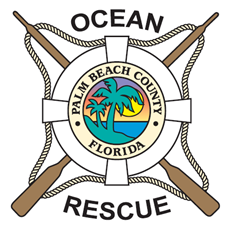 OCEAN
• PALM BEACH COUNTY •
FLORIDA
RESCUE